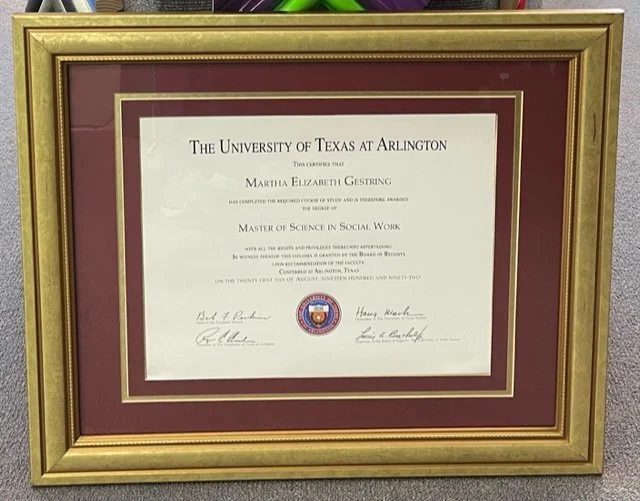 THE UNIVERSITY OF TEXAS AT ARLINGTON
THIS CERTIFIES THAT
MARTHA ELIZABETH GESTRING
HAS COMPLETED THE REQUIRED COURSE OF STUDY AND IS THEREFORE AWARDED
THE DEGREE OF
MASTER OF SCIENCE IN SOCIAL WORK
WITH ALL THE RIGHTS AND PRIVILEGES THEREUNTO APPERTAINING
IN WITNESS THEREOF THIS DIPLOMA IS GRANTED BY THE BOARD OF REGENTS
UPON RECOMMENDATION OF THE FACULTY
CONFERRED AT ARLINGTON, TEXAS
ON THE TWENTY FIRST DAY OF AUGUST, NINETEEN HUNDRED AND NINETY TWO